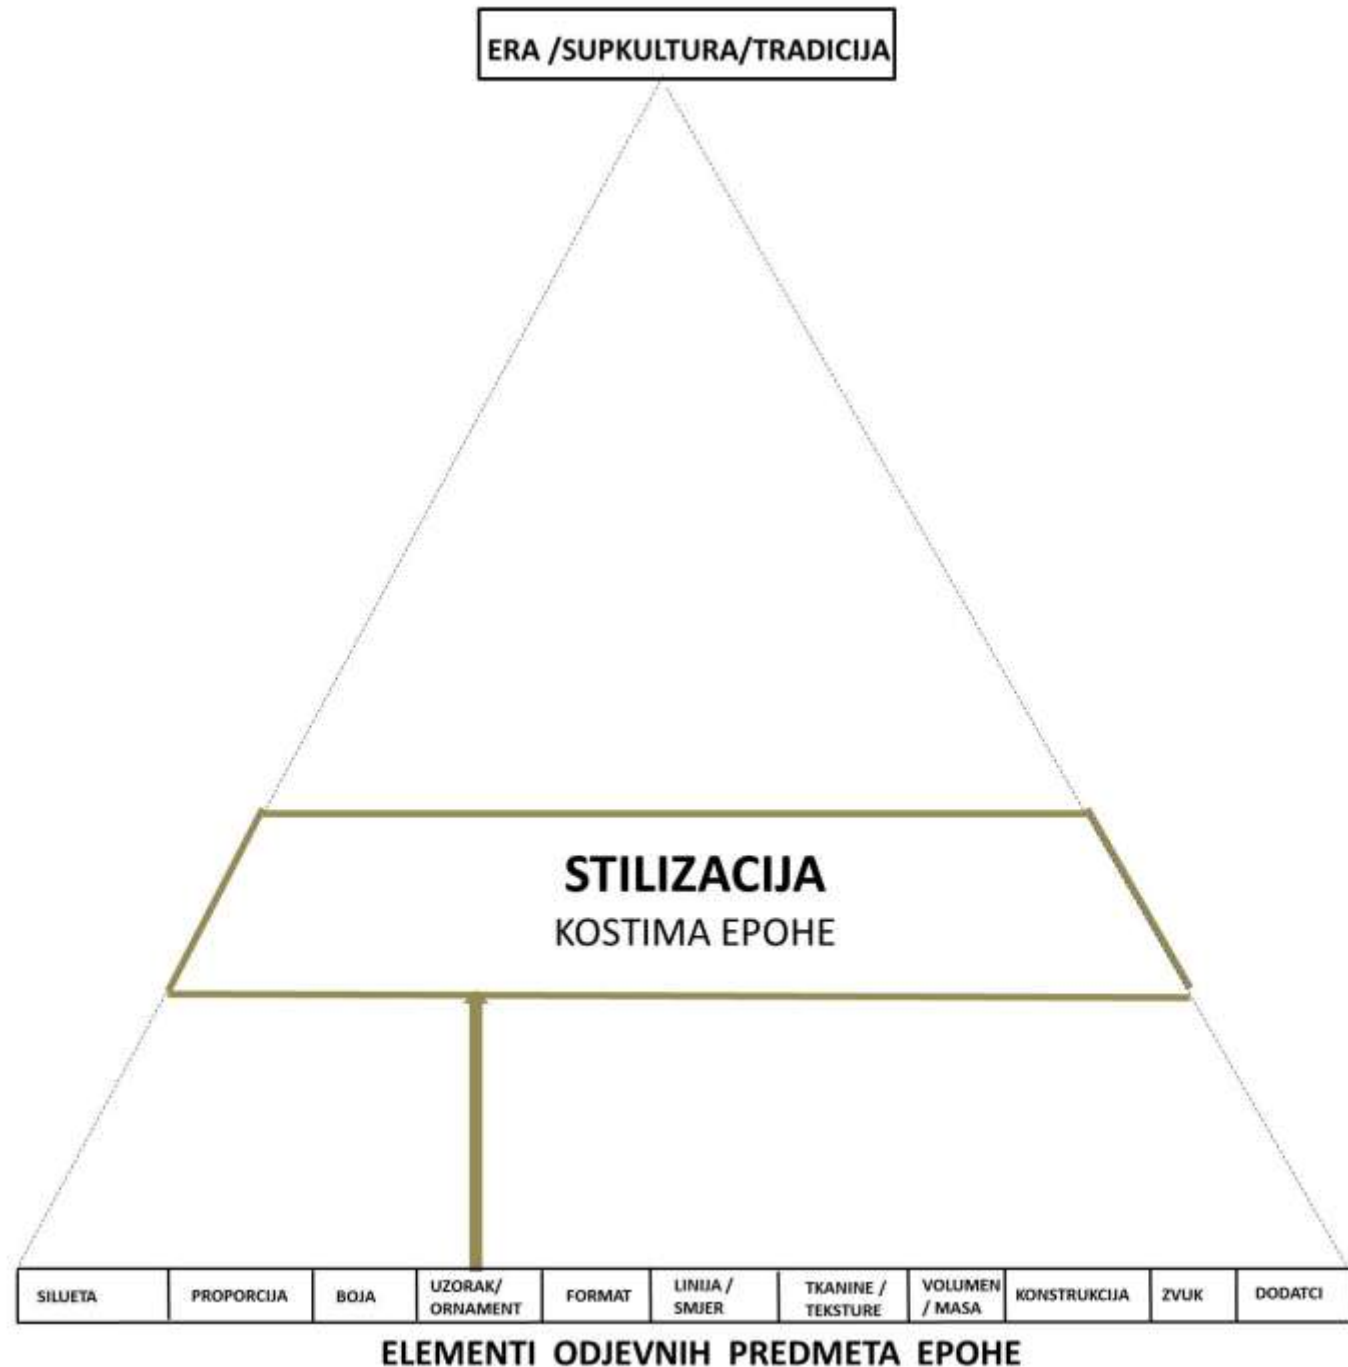 ERA /SUPKULTURA/TRADICIJA
STILIZACIJA
KOSTIMA EPOHE
SILUETA
PROPORCIJA
BOJA
UZORAK/
ORNAMENT
FORMAT
LINIJA /
SMJER
TKANINE /
TEKSTURE
VOLUMEN
/ MASA
KONSTRUKCIJA
ZVUK
DODATCI
ELEMENTI ODJEVNIH PREDMETA EPOHE